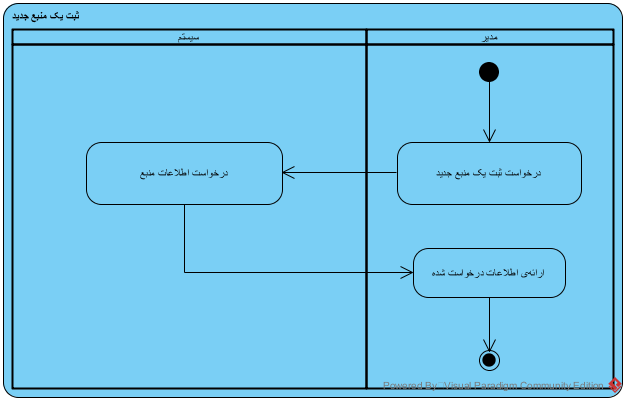 ثبت یک منبع جدید
مدیر
سیستم
درخواست ثبت یک منبع جدید
درخواست اطلاعات منبع
ارائه‌ی اطلاعات درخواست شده
Powered By Visual Paradigm Community Edition